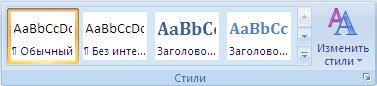 AaBbCcDc AaBbCcDc AaBbC AaBbCc
¶ Обычный ¶ Без инте... Заголово... Заголово...
Изменить
стили
Стили